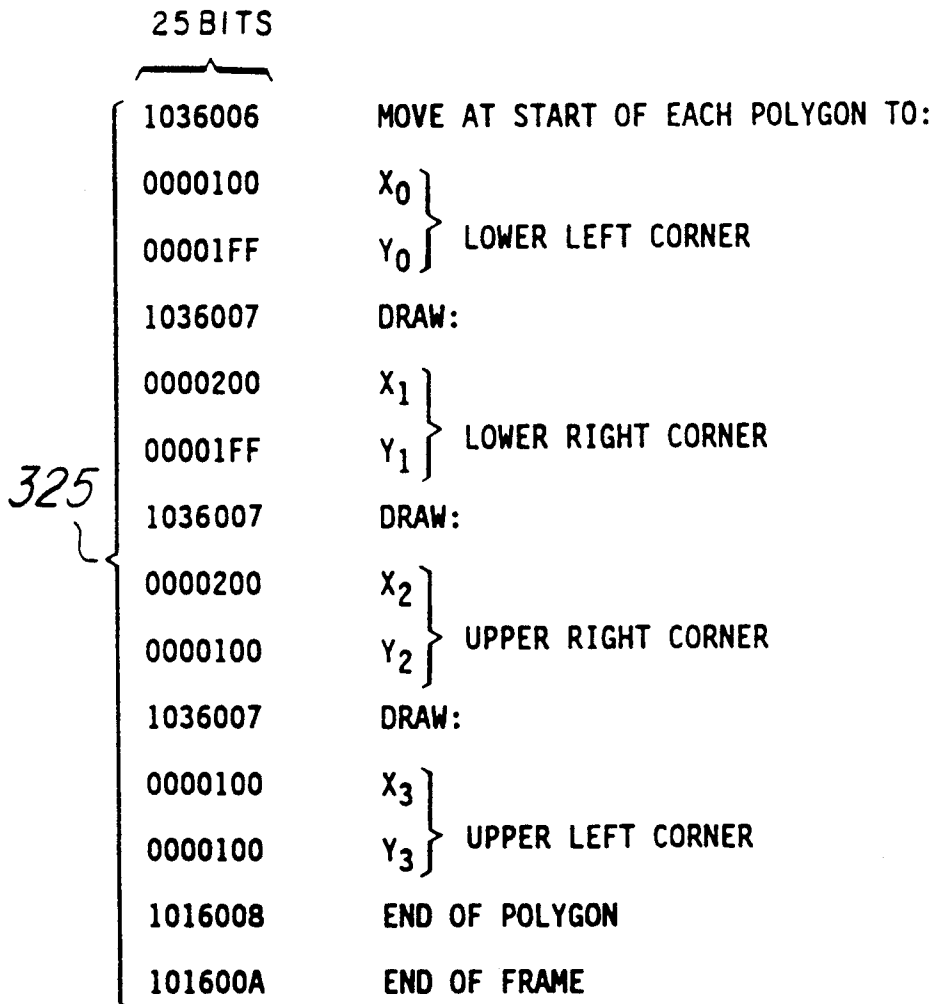 25 BITS
1036006 MOVE AT START OF EACH POLYGON TO:
0000100 X0
LOWER LEFT CORNER
00001FF Y0
1036007 DRAW:
0000200 X1
LOWER RIGHT CORNER
00001FF Y1
325
1036007 DRAW:
0000200 X2
UPPER RIGHT CORNER
0000100 Y2
1036007 DRAW:
0000100 X3
UPPER LEFT CORNER
0000100 Y3
1016008 END OF POLYGON
101600A END OF FRAME